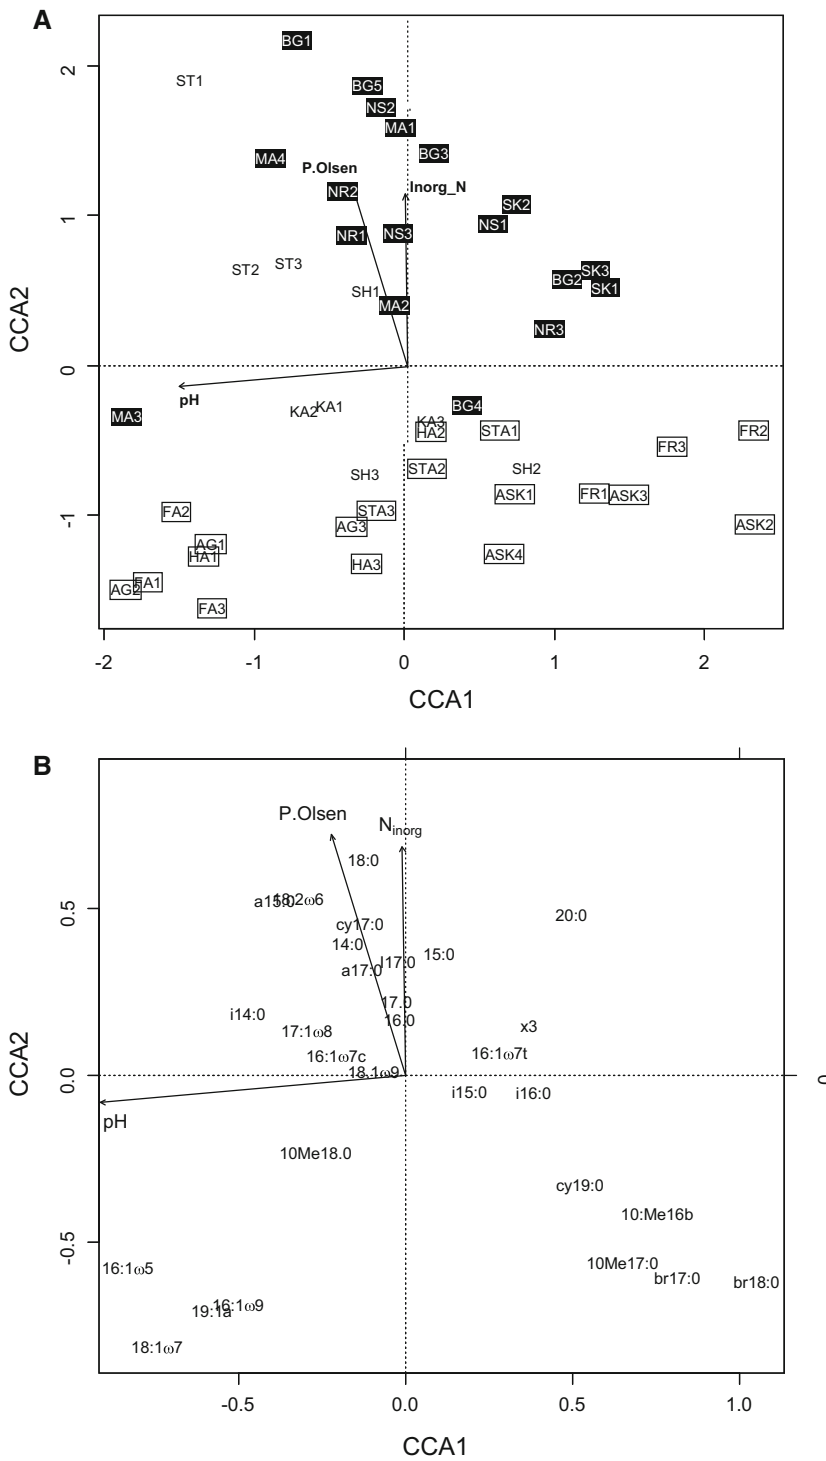 A
BG1
2
ST1
BG5
NS2
MA1
BG3
MA4
P.Olsen
NR2
Inorg_N
SK2
1
NS1
NR1
NS3
ST2
ST3
SK3
BG2
SK1
SH1
MA2
NR3
CCA2
0
pH
KA2
KA1
BG4
MA3
KA3
HA2
STA1
FR2
FR3
STA2
SH2
SH3
ASK1
FR1
ASK3
FA2
STA3
-1
AG3
ASK2
AG1
HA1
HA3
ASK4
FA1
AG2
FA3
-2
-1
0
1
2
CCA1
B
P.Olsen
Ninorg
18:0
a15:0
18:2ω6
0.5
20:0
cy17:0
14:0
15:0
I17:0
a17:0
17.0
i14:0
16:0
x3
17:1ω8
16:1ω7c
16:1ω7t
18.1ω9
CCA2
0.0
0
i15:0
i16:0
pH
10Me18.0
cy19:0
10:Me16b
-0.5
16:1ω5
10Me17:0
br17:0
br18:0
16:1ω9
19:1a
18:1ω7
-0.5
0.0
0.5
1.0
CCA1